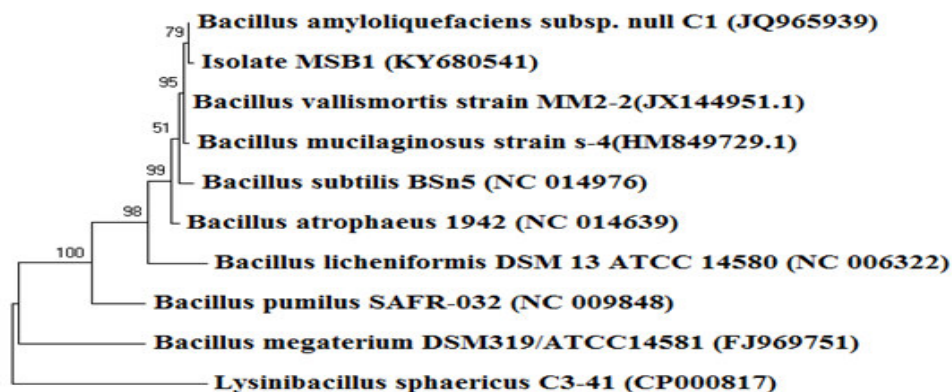 Bacillus amyloliquefaciens subsp. null C1 (JQ965939)
79
Isolate MSB1 (KY680541)
95
Bacillus vallismortis strain MM2-2(JX144951.1)
51
Bacillus mucilaginosus strain s-4(HM849729.1)
99
Bacillus subtilis BSn5 (NC 014976)
98
Bacillus atrophaeus 1942 (NC 014639)
100
Bacillus licheniformis DSM 13 ATCC 14580 (NC 006322)
Bacillus pumilus SAFR-032 (NC 009848)
Bacillus megaterium DSM319/ATCC14581 (FJ969751)
Lysinibacillus sphaericus C3-41 (CP000817)